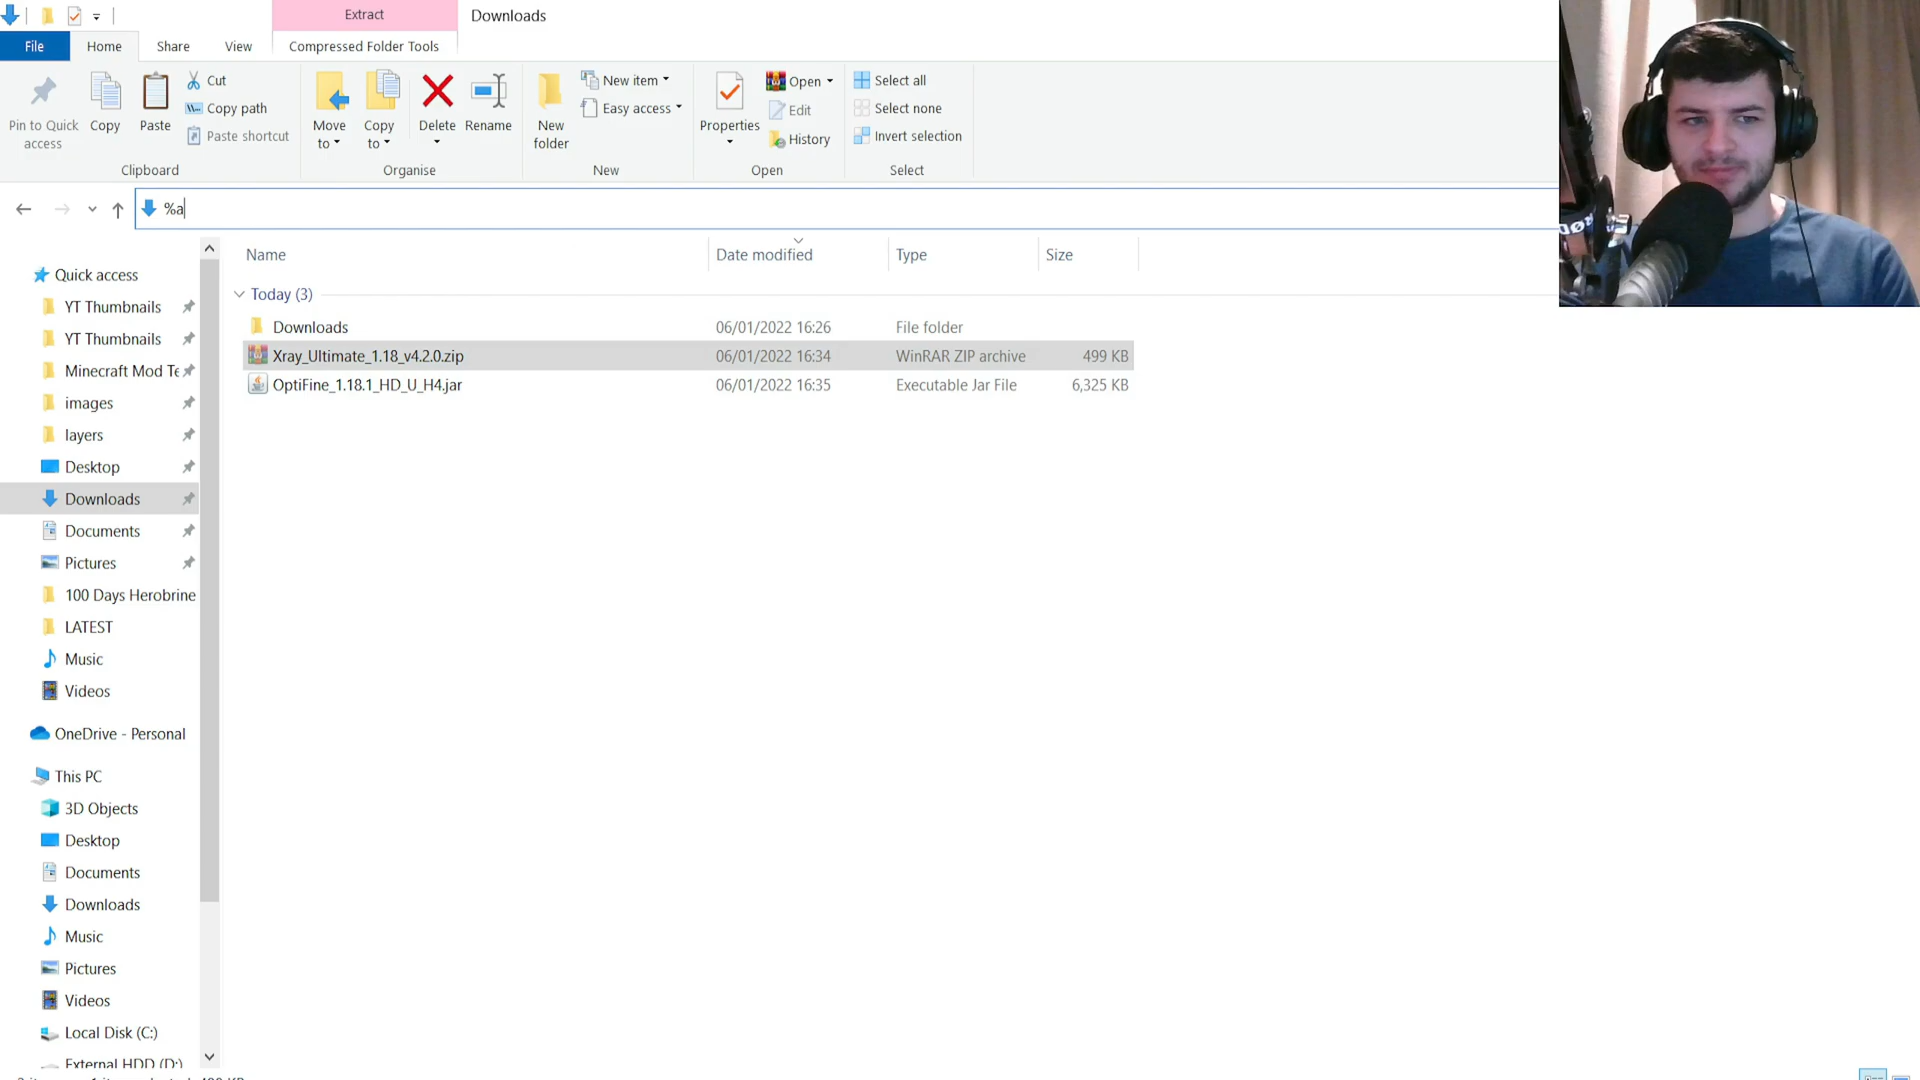 Extract
Downloads
File
Home
Share
View
Compressed Folder Tools
Pin to Quick
access
Copy
Paste
Cut
Copy path
Paste shortcut
Clipboard
Move
to
Copy
to
Delete
Rename
Organise
New
folder
New item
Easy access
New
Properties
Open
Edit
History
Open
Select all
Select none
Invert selection
Select
%a
Name
Date modified
Type
Size
Today (3)
Downloads 06/01/2022 16:26 File folder
Xray_Ultimate_1.18_v4.2.0.zip 06/01/2022 16:34 WinRAR ZIP archive 499 KB
OptiFine_1.18.1_HD_U_H4.jar 06/01/2022 16:35 Executable Jar File 6,325 KB
Quick access
YT Thumbnails
YT Thumbnails
Minecraft Mod Te
images
layers
Desktop
Downloads
Documents
Pictures
100 Days Herobrine
LATEST
Music
Videos
OneDrive - Personal
This PC
3D Objects
Desktop
Documents
Downloads
Music
Pictures
Videos
Local Disk (C:)
External HDD (D:)